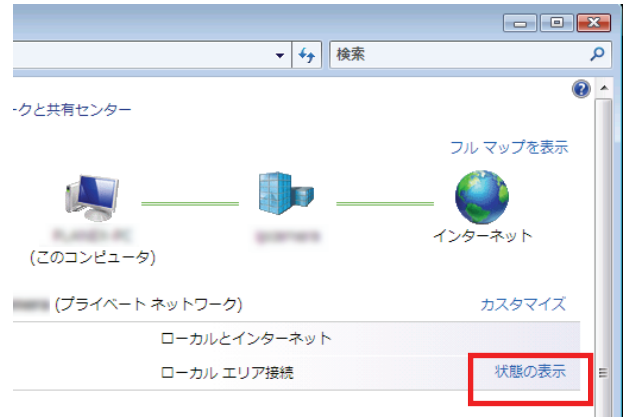 検索
ークと共有センター
フル マップを表示
インターネット
(このコンピュータ)
(プライベート ネットワーク)
カスタマイズ
ローカルとインターネット
ローカル エリア接続
状態の表示